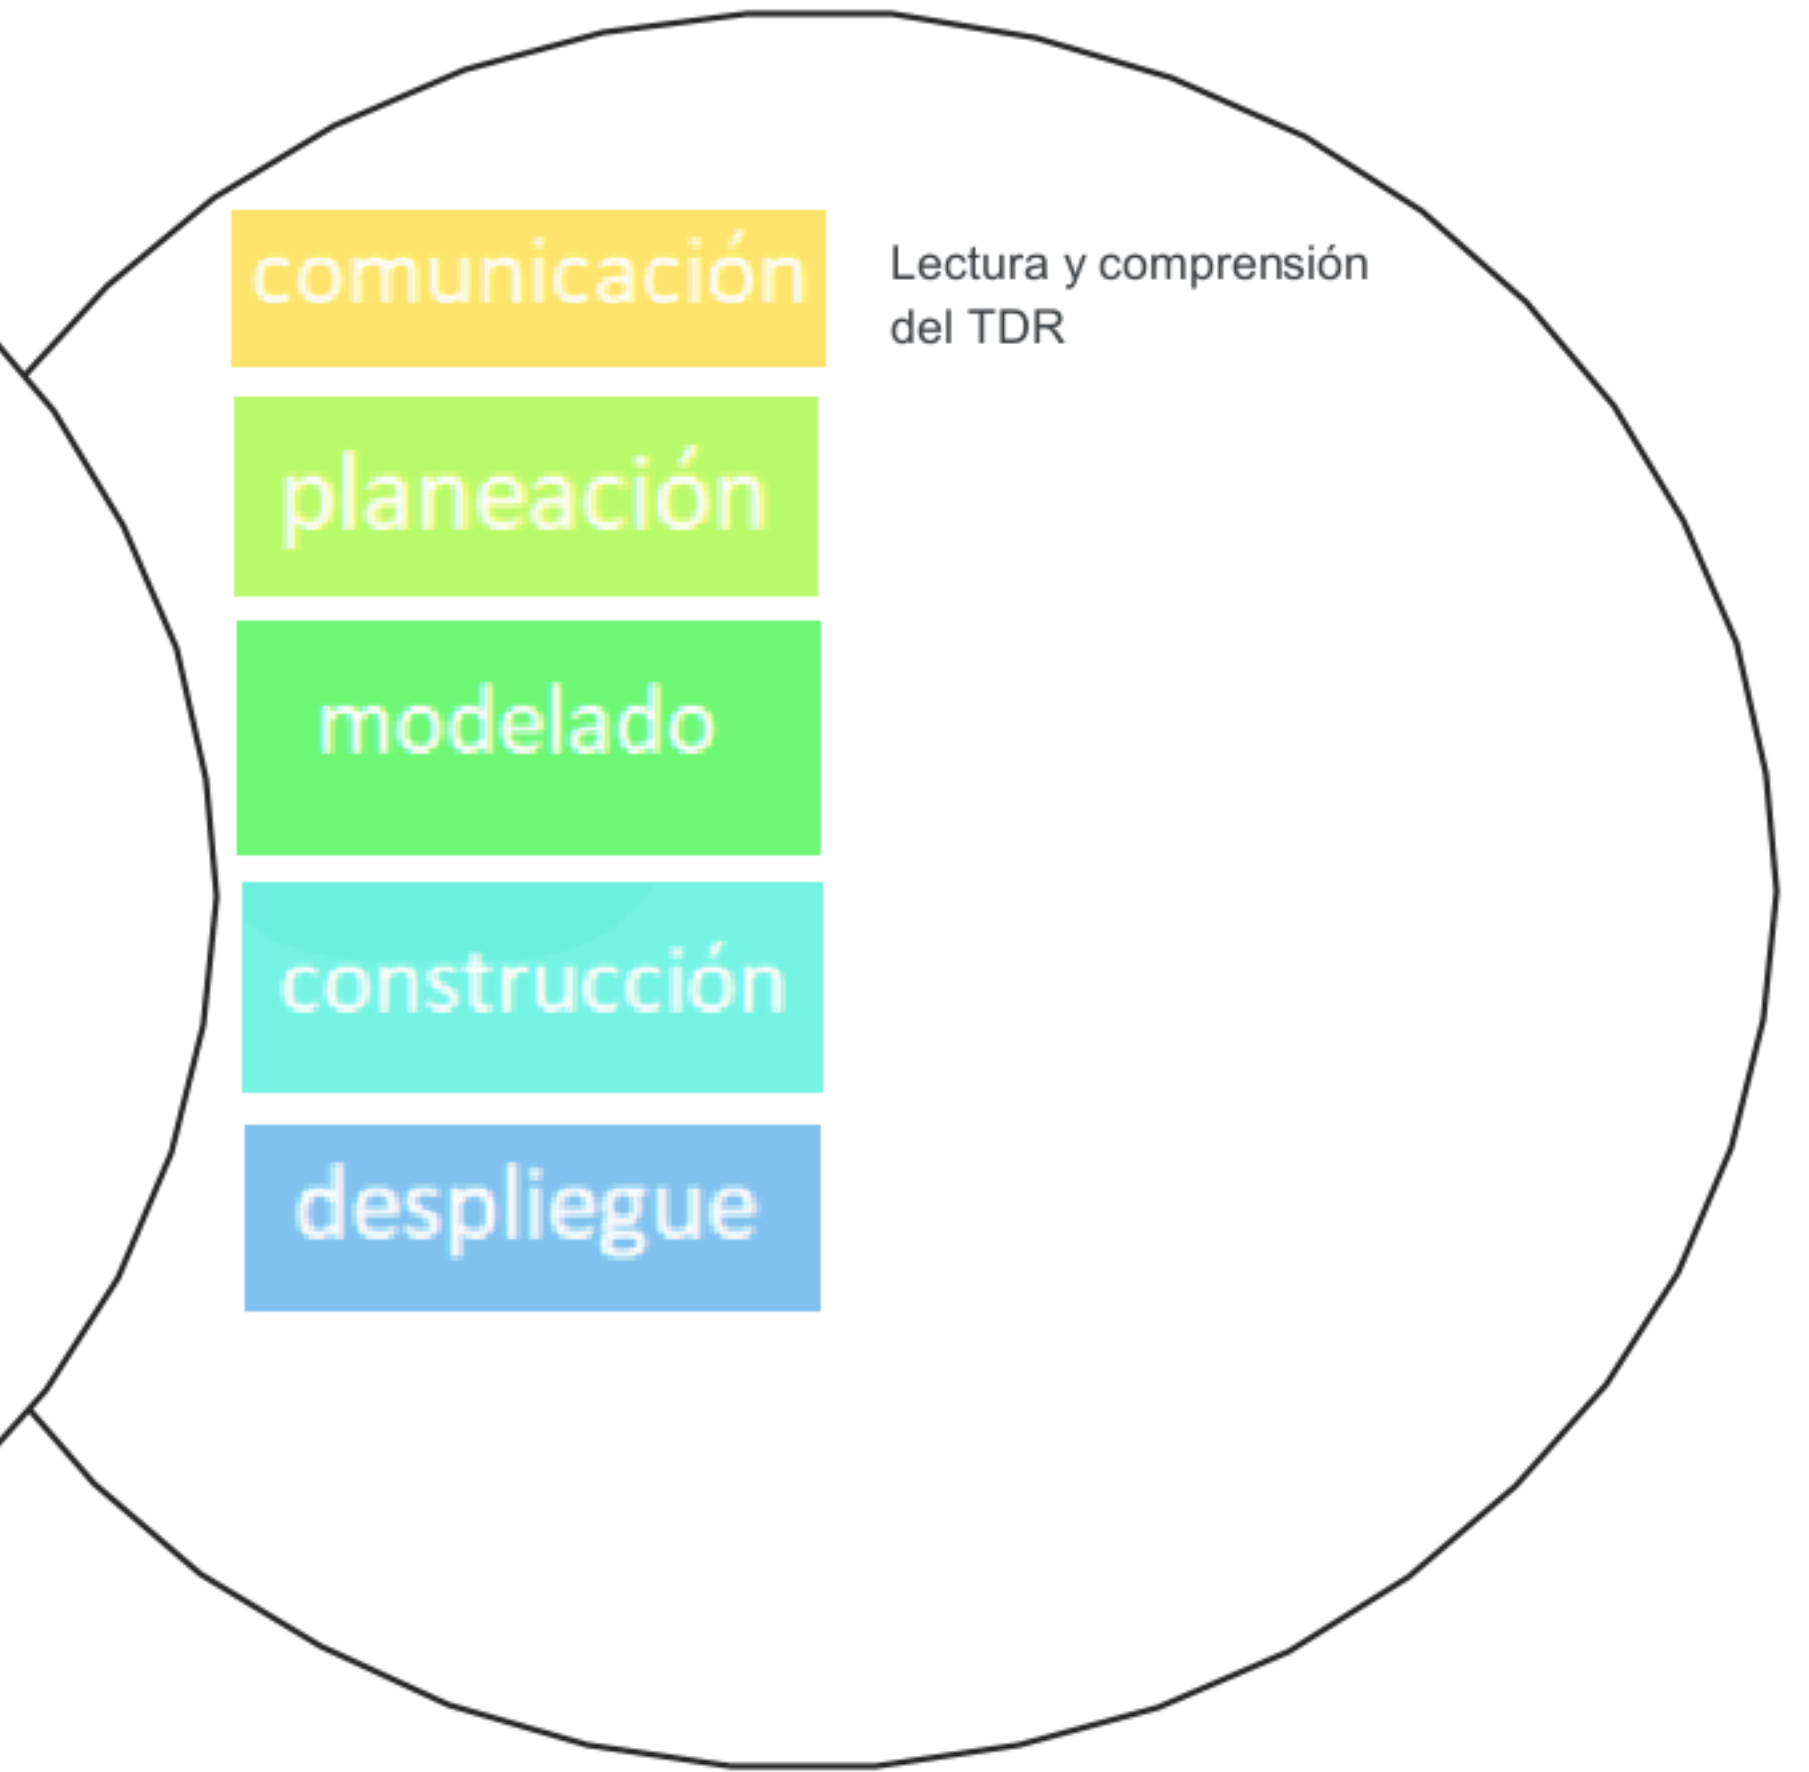 comunicación
Lectura y comprensión
del TDR
planeación
modelado
construcción
despliegue